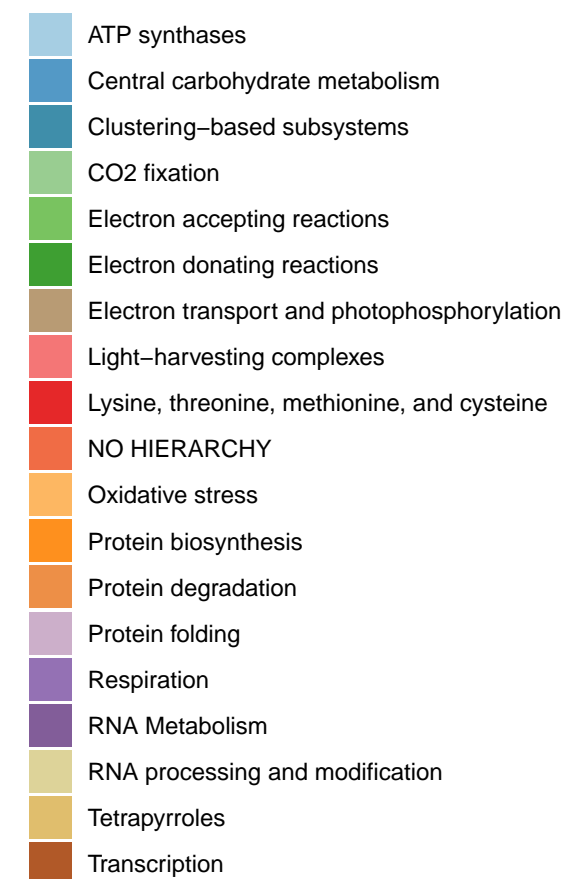 ATP synthases
Central carbohydrate metabolism
Clustering−based subsystems
CO2 fixation
Electron accepting reactions
Electron donating reactions
Electron transport and photophosphorylation
Light−harvesting complexes
Lysine, threonine, methionine, and cysteine
NO HIERARCHY
Oxidative stress
Protein biosynthesis
Protein degradation
Protein folding
Respiration
RNA Metabolism
RNA processing and modification
Tetrapyrroles
Transcription